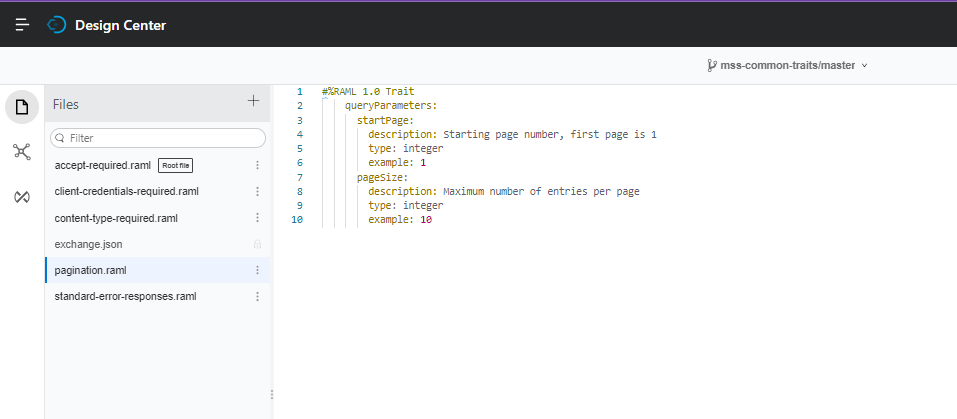 Design Center
mss-common-traits/master
Files
Filter
accept-required.raml Root file
client-credentials-required.raml
content-type-required.raml
exchange.json
pagination.raml
standard-error-responses.raml
1 #%RAML 1.0 Trait
2 queryParameters:
3 startPage:
4 description: Starting page number, first page is 1
5 type: integer
6 example: 1
7 pageSize:
8 description: Maximum number of entries per page
9 type: integer
10 example: 10